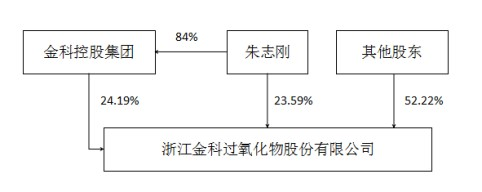 84%
金科控股集团
朱志刚
其他股东
24.19%
23.59%
52.22%
浙江金科过氧化物股份有限公司